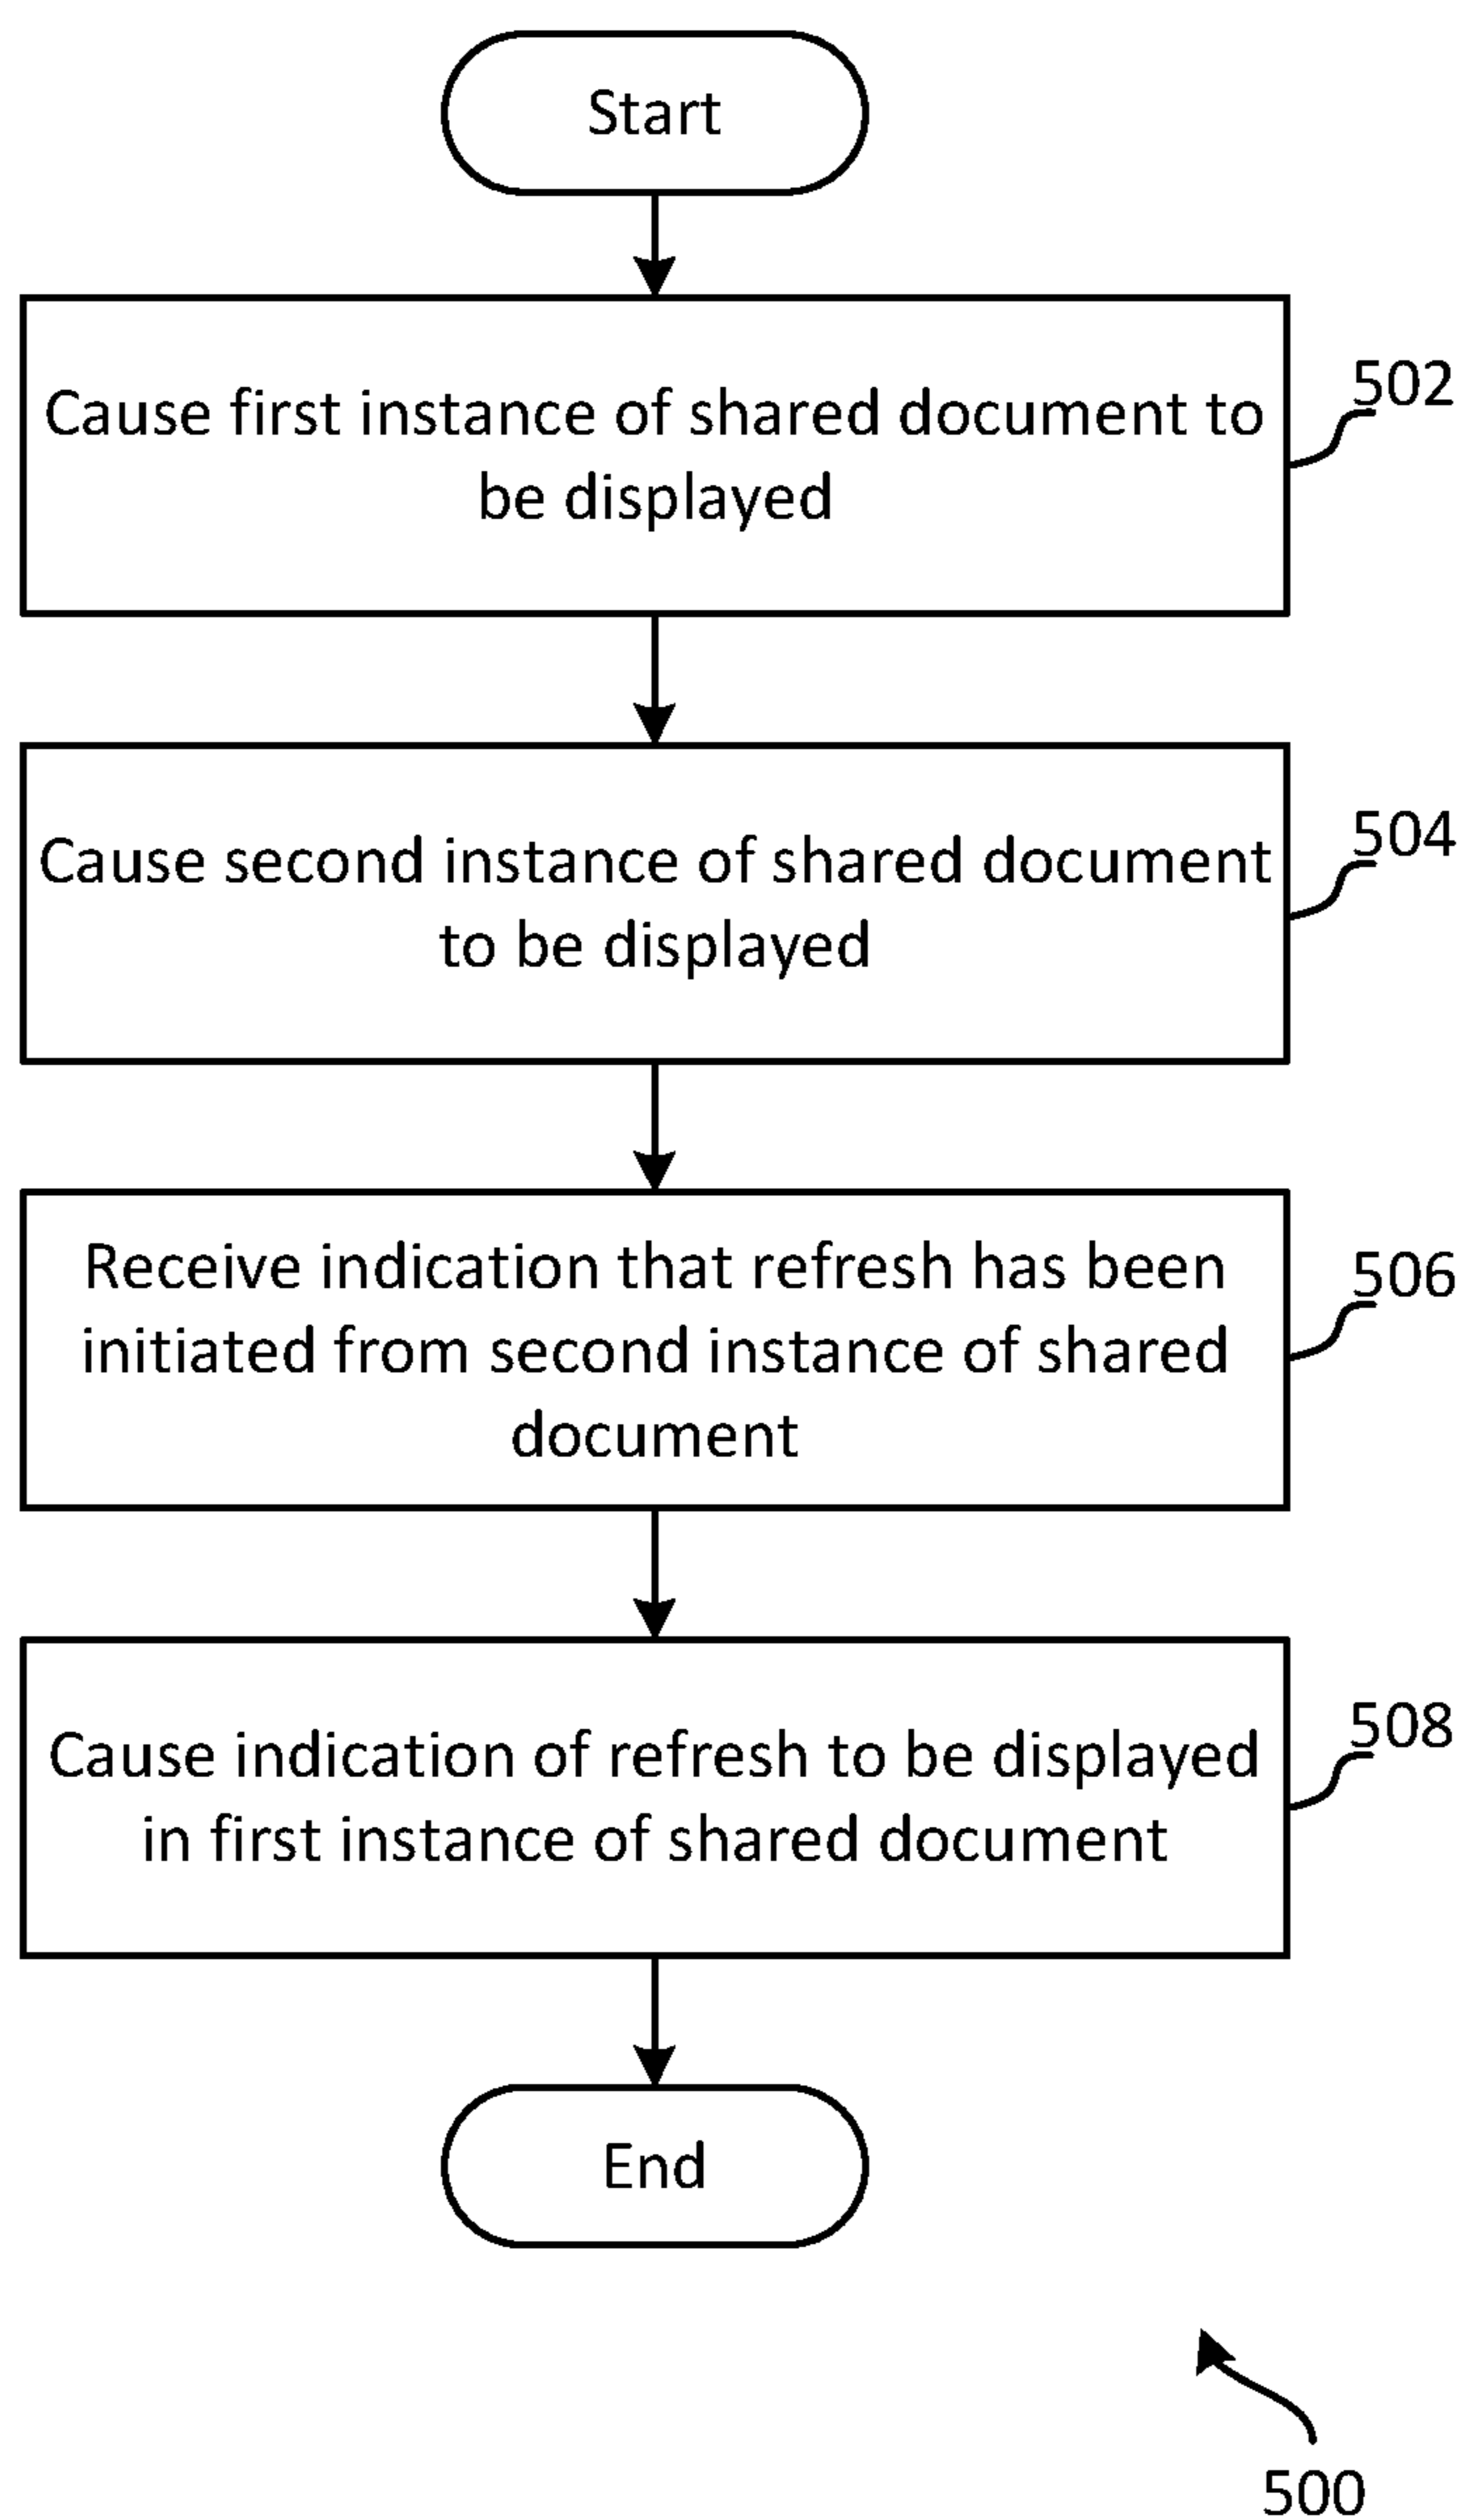 Start
Cause first instance of shared document to
be displayed
502
Cause second instance of shared document
to be displayed
504
Receive indication that refresh has been
initiated from second instance of shared
document
506
Cause indication of refresh to be displayed
in first instance of shared document
508
End
500